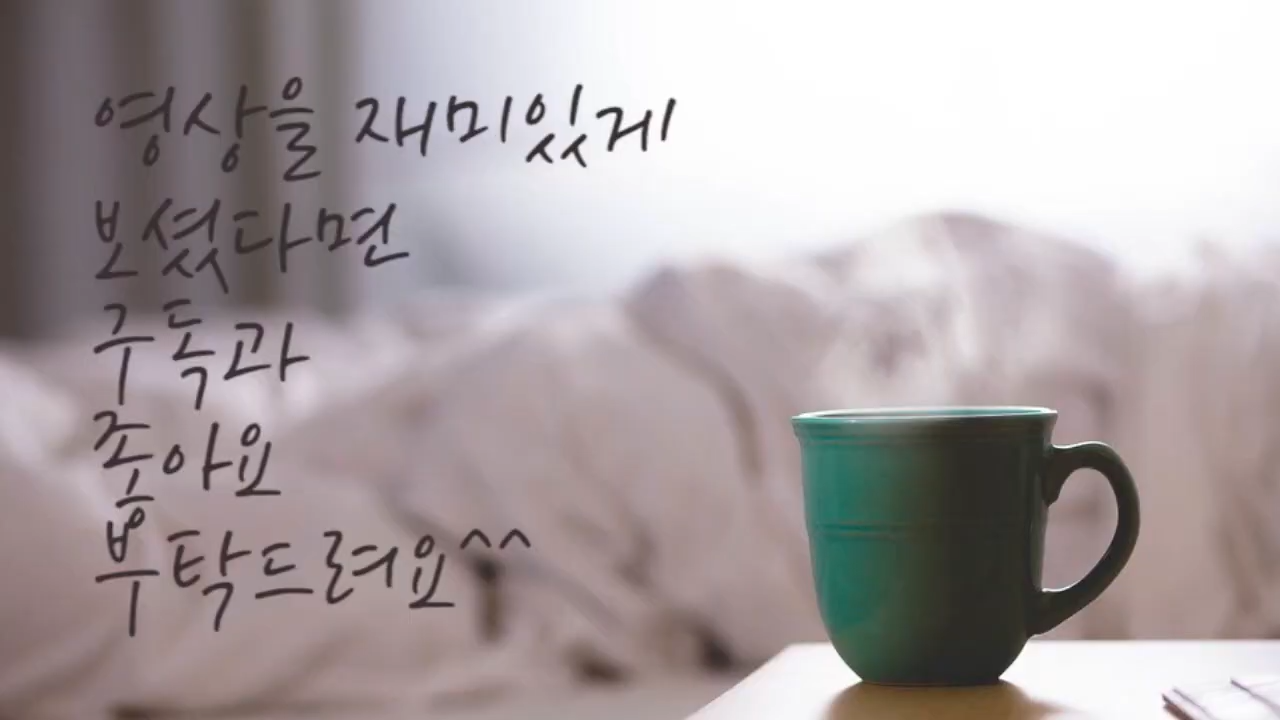 영상을 재미있게
보셨다면
구독과
좋아요
부탁드려요^^